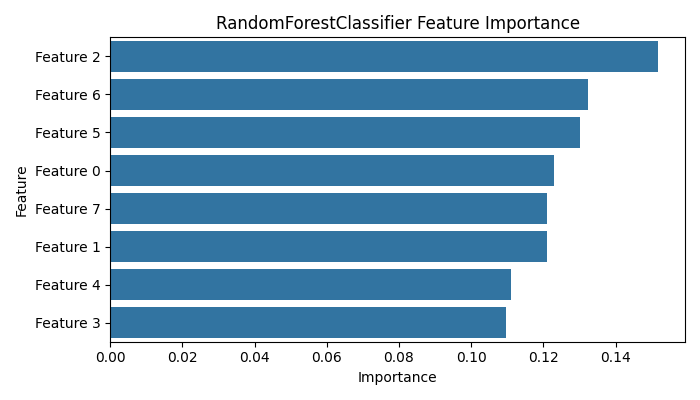 RandomForestClassifier Feature Importance
Feature
Feature 2
Feature 6
Feature 5
Feature 0
Feature 7
Feature 1
Feature 4
Feature 3
0.00 0.02 0.04 0.06 0.08 0.10 0.12 0.14
Importance